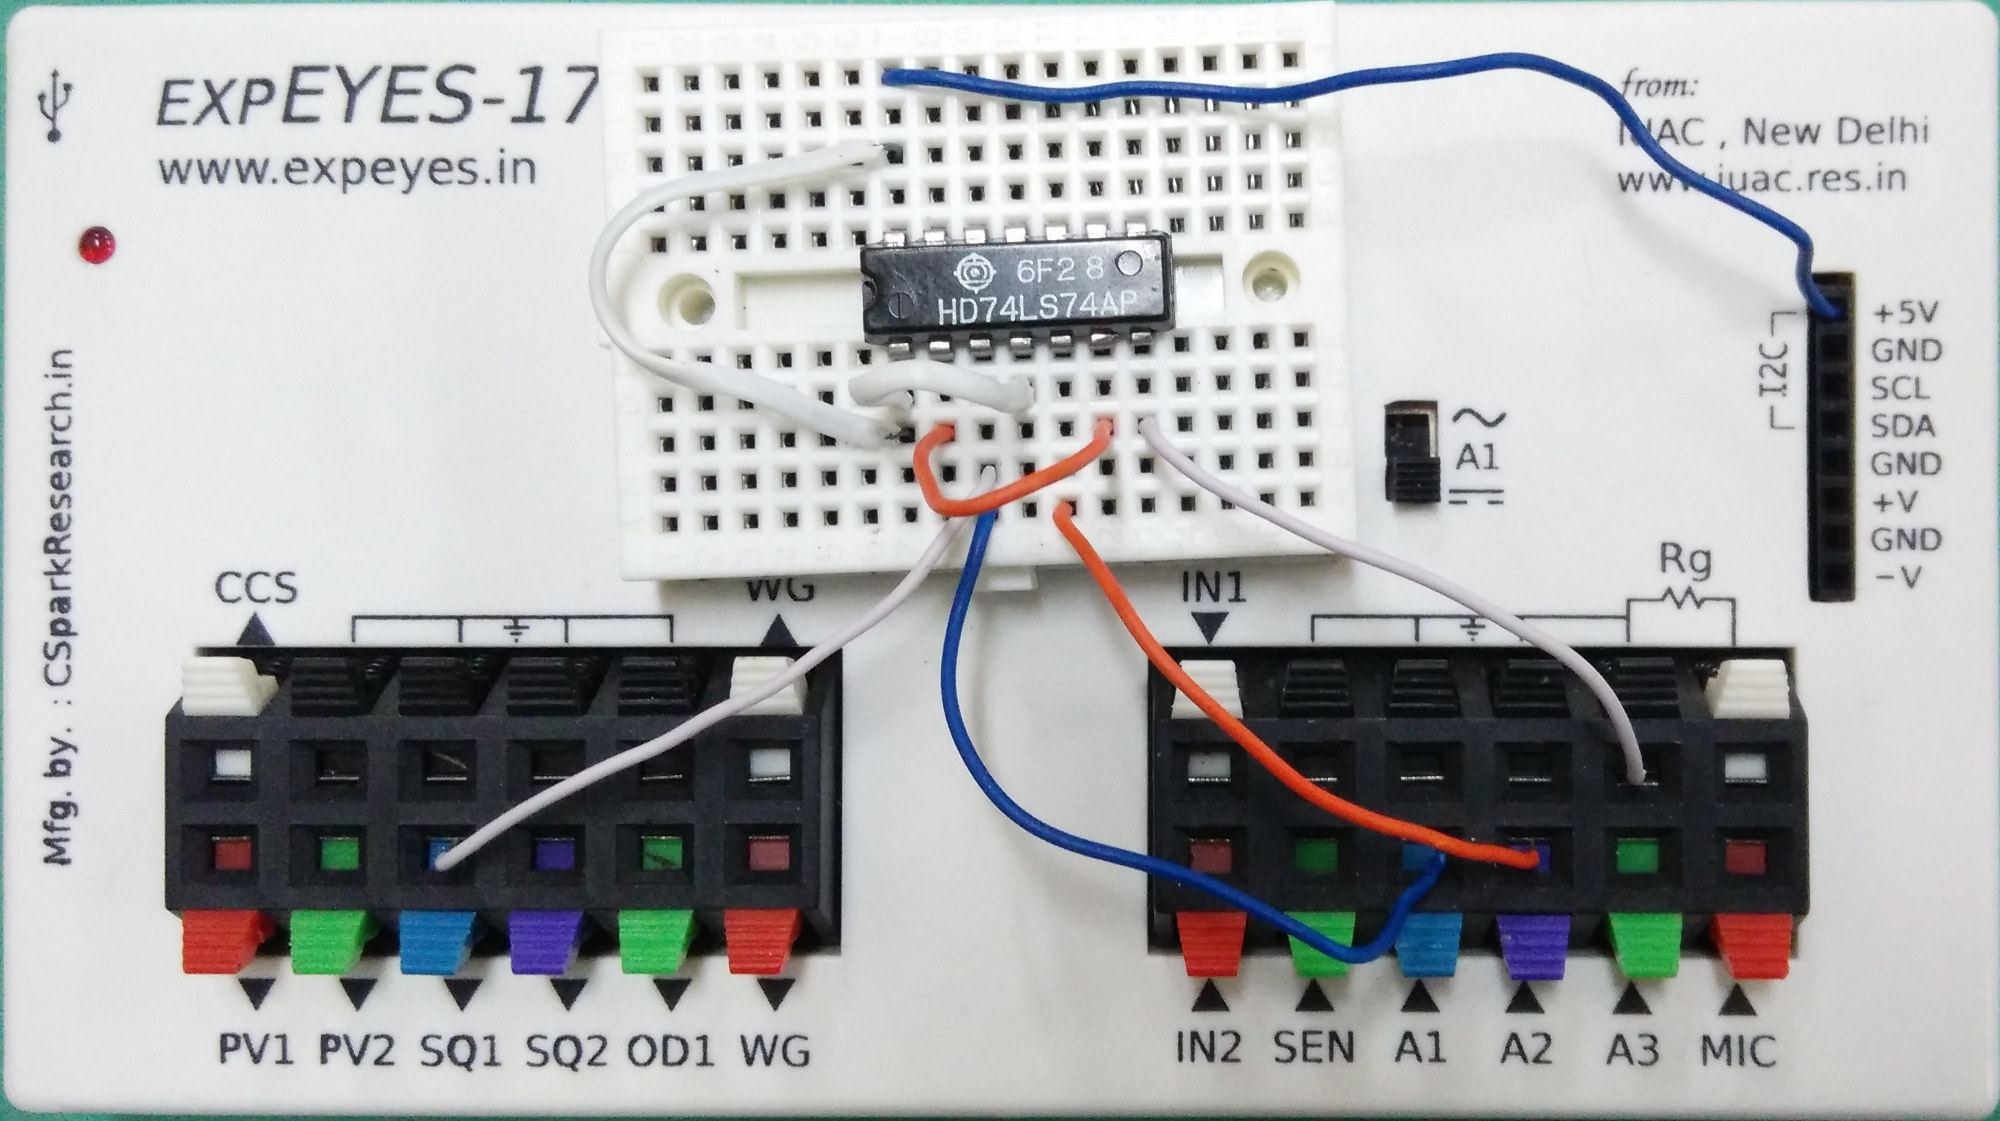 EXPEYES-17
www.expeyes.in
from:
IUAC , New Delhi
www.iuac.res.in
6F2 8
HD74LS74AP
Mfg. by. : CSparkResearch.in
I2C
+5V
GND
SCL
SDA
GND
+V
GND
−V
A1
Rg
CCS
WG
IN1
PV1
PV2
SQ1
SQ2
OD1
WG
IN2
SEN
A1
A2
A3
MIC